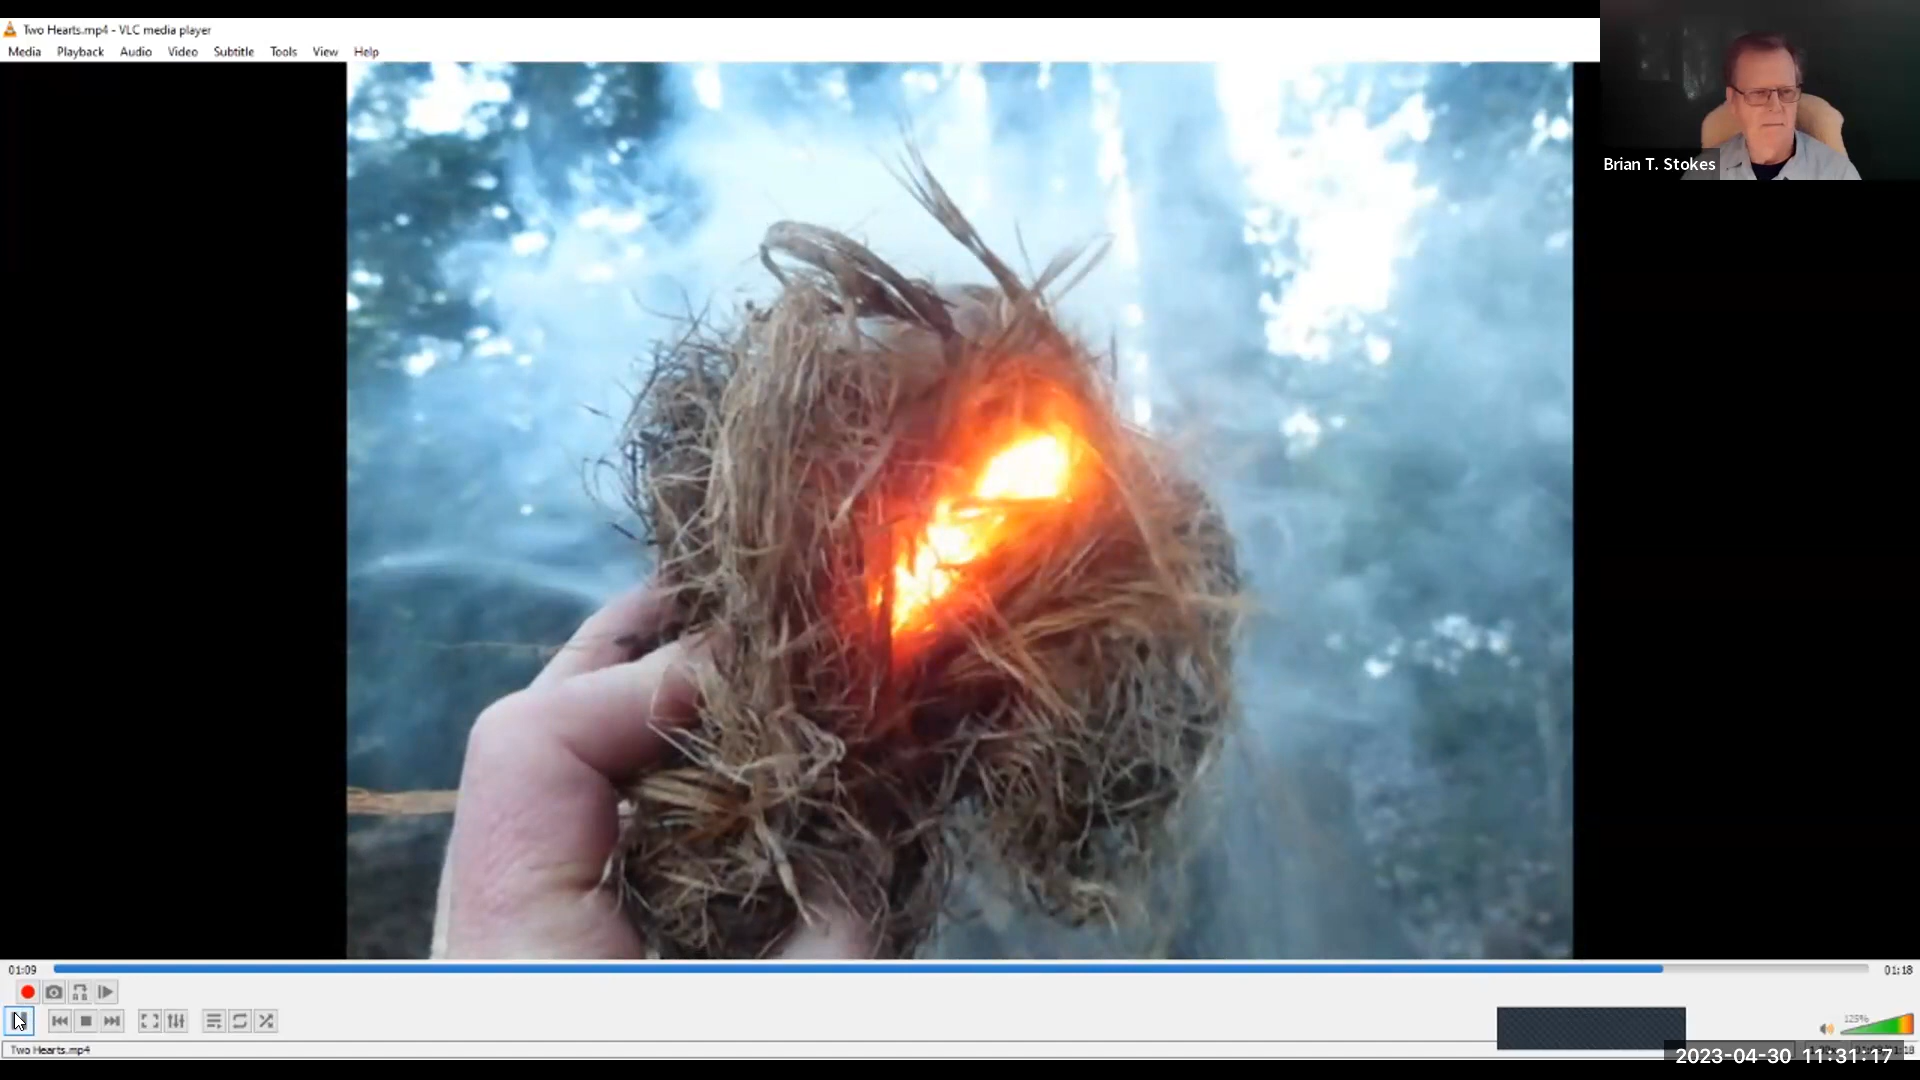 Two Hearts.mp4 - VLC media player
Media Playback Audio Video Subtitle Tools View Help
Brian T. Stokes
01:09
01:18
125%
Two Hearts.mp4
2023-04-30 11:31:17